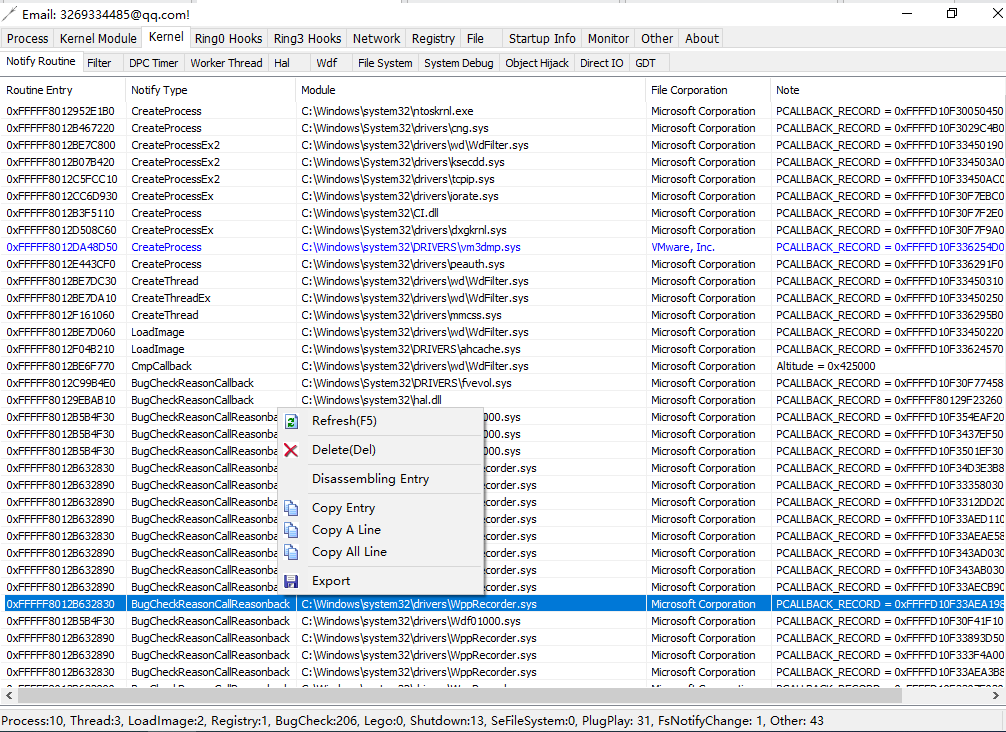 Email: 3269334485@qq.com!
Process Kernel Module Kernel Ring0 Hooks Ring3 Hooks Network Registry File Startup Info Monitor Other About
Notify Routine Filter DPC Timer Worker Thread Hal Wdf File System System Debug Object Hijack Direct IO GDT
Routine Entry Notify Type Module File Corporation Note
0xFFFFF8012952E1B0 CreateProcess C:\Windows\system32\ntoskrnl.exe Microsoft Corporation PCALLBACK_RECORD = 0xFFFFD10F30050450
0xFFFFF8012B467220 CreateProcess C:\Windows\System32\drivers\cng.sys Microsoft Corporation PCALLBACK_RECORD = 0xFFFFD10F3029C4B0
0xFFFFF8012BE7C800 CreateProcessEx2 C:\Windows\system32\drivers\wd\WdFilter.sys Microsoft Corporation PCALLBACK_RECORD = 0xFFFFD10F33450190
0xFFFFF8012B07B420 CreateProcessEx2 C:\Windows\System32\drivers\ksecdd.sys Microsoft Corporation PCALLBACK_RECORD = 0xFFFFD10F334503A0
0xFFFFF8012C5FCC10 CreateProcessEx2 C:\Windows\System32\drivers\tcpip.sys Microsoft Corporation PCALLBACK_RECORD = 0xFFFFD10F33450AC0
0xFFFFF8012CC6D930 CreateProcessEx C:\Windows\system32\drivers\iorate.sys Microsoft Corporation PCALLBACK_RECORD = 0xFFFFD10F30F7EBC0
0xFFFFF8012B3F5110 CreateProcess C:\Windows\system32\CI.dll Microsoft Corporation PCALLBACK_RECORD = 0xFFFFD10F30F7F2E0
0xFFFFF8012D508C60 CreateProcessEx C:\Windows\System32\drivers\dxgkrnl.sys Microsoft Corporation PCALLBACK_RECORD = 0xFFFFD10F30F7F9A0
0xFFFFF8012DA48D50 CreateProcess C:\Windows\system32\DRIVERS\vm3dmp.sys VMware, Inc. PCALLBACK_RECORD = 0xFFFFD10F336254D0
0xFFFFF8012E443CF0 CreateProcess C:\Windows\system32\drivers\peauth.sys Microsoft Corporation PCALLBACK_RECORD = 0xFFFFD10F336291F0
0xFFFFF8012BE7DC30 CreateThread C:\Windows\system32\drivers\wd\WdFilter.sys Microsoft Corporation PCALLBACK_RECORD = 0xFFFFD10F33450310
0xFFFFF8012BE7DA10 CreateThreadEx C:\Windows\system32\drivers\wd\WdFilter.sys Microsoft Corporation PCALLBACK_RECORD = 0xFFFFD10F33450250
0xFFFFF8012F161060 CreateThread C:\Windows\system32\drivers\mmcss.sys Microsoft Corporation PCALLBACK_RECORD = 0xFFFFD10F336295B0
0xFFFFF8012BE7D060 LoadImage C:\Windows\system32\drivers\wd\WdFilter.sys Microsoft Corporation PCALLBACK_RECORD = 0xFFFFD10F33450220
0xFFFFF8012F04B210 LoadImage C:\Windows\system32\DRIVERS\ahcache.sys Microsoft Corporation PCALLBACK_RECORD = 0xFFFFD10F33624570
0xFFFFF8012BE6F770 CmpCallback C:\Windows\system32\drivers\wd\WdFilter.sys Microsoft Corporation Altitude = 0x425000
0xFFFFF8012C99B4E0 BugCheckReasonCallback C:\Windows\System32\DRIVERS\fvevol.sys Microsoft Corporation PCALLBACK_RECORD = 0xFFFFD10F30F77458
0xFFFFF80129EBAB10 BugCheckReasonCallback C:\Windows\system32\hal.dll Microsoft Corporation PCALLBACK_RECORD = 0xFFFFF80129F23260
0xFFFFF8012B5B4F30 BugCheckReasonCallReasonba 000.sys Microsoft Corporation PCALLBACK_RECORD = 0xFFFFD10F354EAF20
0xFFFFF8012B5B4F30 BugCheckReasonCallReasonba 000.sys Microsoft Corporation PCALLBACK_RECORD = 0xFFFFD10F3437EF50
0xFFFFF8012B5B4F30 BugCheckReasonCallReasonba 000.sys Microsoft Corporation PCALLBACK_RECORD = 0xFFFFD10F3501EF30
0xFFFFF8012B632830 BugCheckReasonCallReasonba Recorder.sys Microsoft Corporation PCALLBACK_RECORD = 0xFFFFD10F34D3E3B8
0xFFFFF8012B632890 BugCheckReasonCallReasonba Recorder.sys Microsoft Corporation PCALLBACK_RECORD = 0xFFFFD10F33358030
0xFFFFF8012B632890 BugCheckReasonCallReasonba Recorder.sys Microsoft Corporation PCALLBACK_RECORD = 0xFFFFD10F3312DD20
0xFFFFF8012B632890 BugCheckReasonCallReasonba Recorder.sys Microsoft Corporation PCALLBACK_RECORD = 0xFFFFD10F33AED110
0xFFFFF8012B632830 BugCheckReasonCallReasonba Recorder.sys Microsoft Corporation PCALLBACK_RECORD = 0xFFFFD10F33AEAE58
0xFFFFF8012B632890 BugCheckReasonCallReasonba Recorder.sys Microsoft Corporation PCALLBACK_RECORD = 0xFFFFD10F343AD030
0xFFFFF8012B632890 BugCheckReasonCallReasonba Recorder.sys Microsoft Corporation PCALLBACK_RECORD = 0xFFFFD10F343AB030
0xFFFFF8012B632890 BugCheckReasonCallReasonba Recorder.sys Microsoft Corporation PCALLBACK_RECORD = 0xFFFFD10F33AECB90
Refresh(F5)
Delete(Del)
Disassembling Entry
Copy Entry
Copy A Line
Copy All Line
Export
0xFFFFF8012B632830 BugCheckReasonCallReasonback C:\Windows\system32\drivers\WppRecorder.sys Microsoft Corporation PCALLBACK_RECORD = 0xFFFFD10F33AEA198
0xFFFFF8012B5B4F30 BugCheckReasonCallReasonback C:\Windows\system32\drivers\Wdf01000.sys Microsoft Corporation PCALLBACK_RECORD = 0xFFFFD10F30F41F10
0xFFFFF8012B632890 BugCheckReasonCallReasonback C:\Windows\system32\drivers\WppRecorder.sys Microsoft Corporation PCALLBACK_RECORD = 0xFFFFD10F33893D50
0xFFFFF8012B632890 BugCheckReasonCallReasonback C:\Windows\system32\drivers\WppRecorder.sys Microsoft Corporation PCALLBACK_RECORD = 0xFFFFD10F333F4A00
0xFFFFF8012B632830 BugCheckReasonCallReasonback C:\Windows\system32\drivers\WppRecorder.sys Microsoft Corporation PCALLBACK_RECORD = 0xFFFFD10F33AEA3B8
Process:10, Thread:3, LoadImage:2, Registry:1, BugCheck:206, Lego:0, Shutdown:13, SeFileSystem:0, PlugPlay: 31, FsNotifyChange: 1, Other: 43